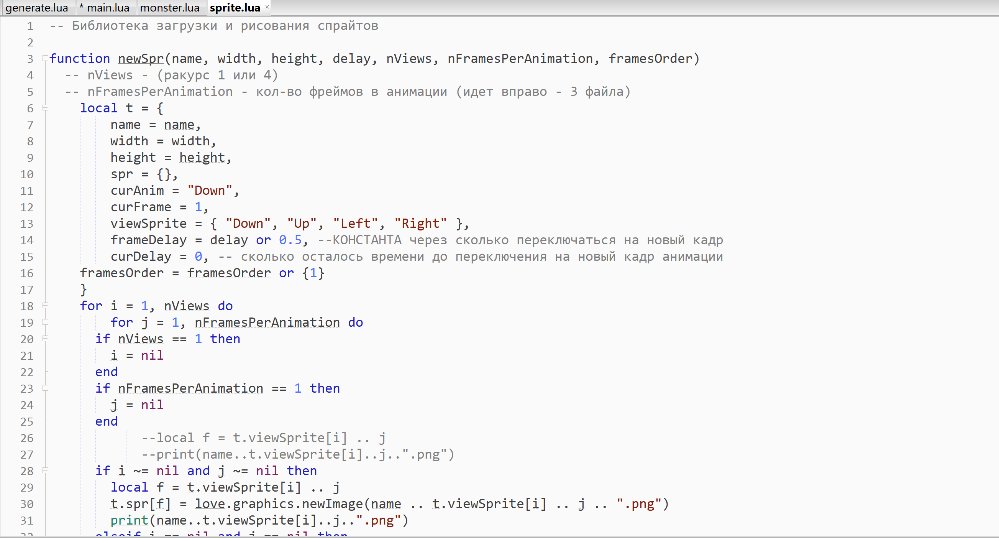 generate.lua * main.lua monster.lua sprite.lua ×
1 -- Библиотека загрузки и рисования спрайтов
2
3 function newSpr(name, width, height, delay, nViews, nFramesPerAnimation, framesOrder)
4 -- nViews - (ракурс 1 или 4)
5 -- nFramesPerAnimation - кол-во фреймов в анимации (идет вправо - 3 файла)
6 local t = {
7 name = name,
8 width = width,
9 height = height,
10 spr = {},
11 curAnim = "Down",
12 curFrame = 1,
13 viewSprite = { "Down", "Up", "Left", "Right" },
14 frameDelay = delay or 0.5, --КОНСТАНТА через сколько переключаться на новый кадр
15 curDelay = 0, -- сколько осталось времени до переключения на новый кадр анимации
16 framesOrder = framesOrder or {1}
17 }
18 for i = 1, nViews do
19 for j = 1, nFramesPerAnimation do
20 if nViews == 1 then
21 i = nil
22 end
23 if nFramesPerAnimation == 1 then
24 j = nil
25 end
26 --local f = t.viewSprite[i] .. j
27 --print(name..t.viewSprite[i]..j..".png")
28 if i ~= nil and j ~= nil then
29 local f = t.viewSprite[i] .. j
30 t.spr[f] = love.graphics.newImage(name .. t.viewSprite[i] .. j .. ".png")
31 print(name..t.viewSprite[i]..j..".png")
32 elseif i == nil and j == nil then